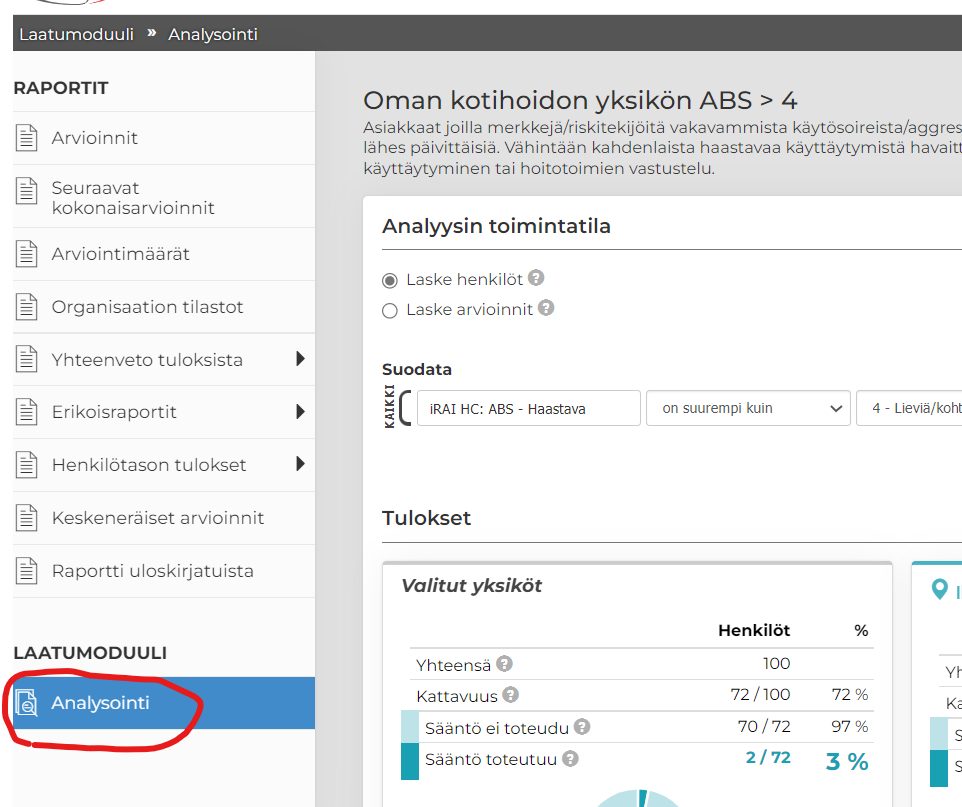 Laatumoduuli » Analysointi
RAPORTIT
Arvioinnit
Seuraavat
kokonaisarvioinnit
Arviointimäärät
Organisaation tilastot
Yhteenveto tuloksista
Erikoisraportit
Henkilötason tulokset
Keskeneräiset arvioinnit
Raportti uloskirjatuista
LAATUMODUULI
Analysointi
Oman kotihoidon yksikön ABS > 4
Asiakkaat joilla merkkejä/riskitekijöitä vakavammista käytösoireista/aggres
lähes päivittäisiä. Vähintään kahdenlaista haastavaa käyttäytymistä havaitt
käyttäytyminen tai hoitotoimien vastustelu.
Analyysin toimintatila
Laske henkilöt ?
Laske arvioinnit ?
Suodata
KAIKKI
iRAI HC: ABS - Haastava on suurempi kuin 4 - Lieviä/koht
Tulokset
Valitut yksiköt
Henkilöt %
Yhteensä ? 100
Kattavuus ? 72 / 100 72 %
Sääntö ei toteudu ? 70 / 72 97 %
Sääntö toteutuu ? 2 / 72 3 %